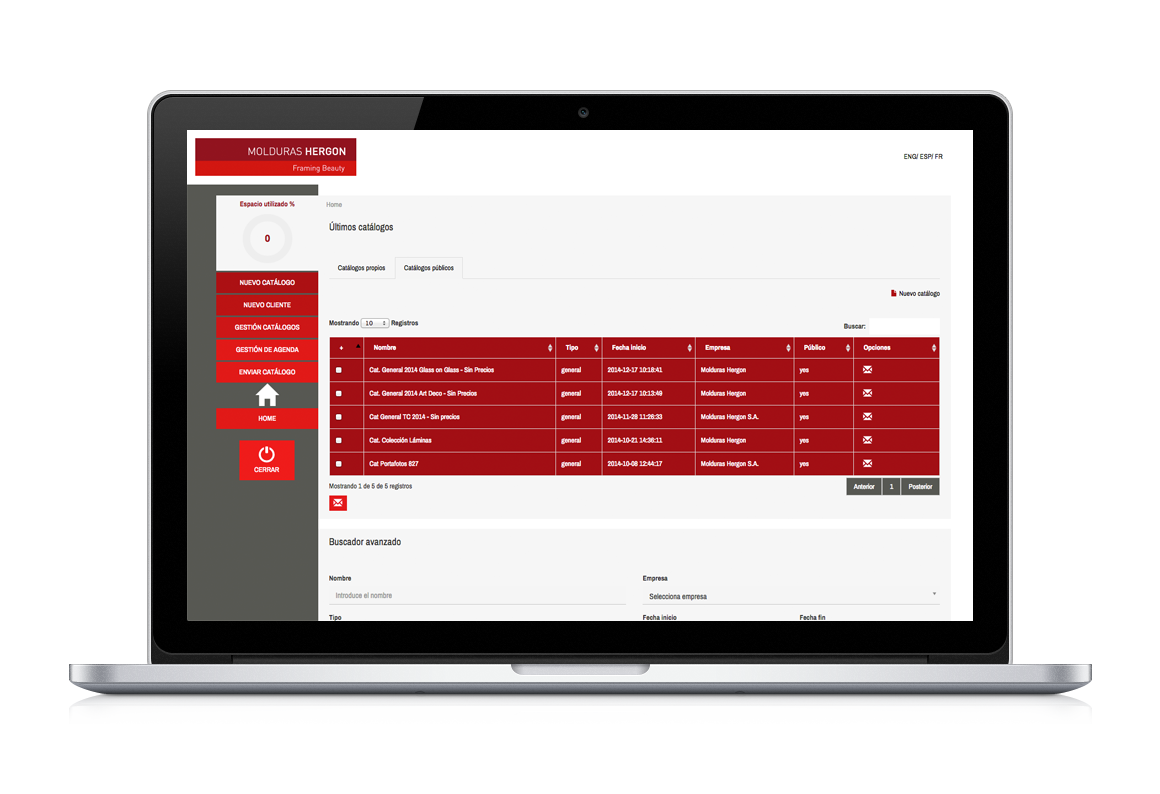 MOLDURAS HERGON
Framing Beauty
ENG/ ESP/ FR
Espacio utilizado %
0
NUEVO CATÁLOGO
NUEVO CLIENTE
GESTIÓN CATÁLOGOS
GESTIÓN DE AGENDA
ENVIAR CATÁLOGO
HOME
CERRAR
Home
Últimos catálogos
Catálogos propios Catálogos públicos
Nuevo catálogo
Mostrando 10 Registros
Buscar:
+ Nombre Tipo Fecha inicio Empresa Público Opciones
Cat. General 2014 Glass on Glass - Sin Precios general 2014-12-17 10:18:41 Molduras Hergon yes
Cat. General 2014 Art Deco - Sin Precios general 2014-12-17 10:13:49 Molduras Hergon yes
Cat General TC 2014 - Sin precios general 2014-11-28 11:26:33 Molduras Hergon S.A. yes
Cat. Colección Láminas general 2014-10-21 14:36:11 Molduras Hergon yes
Cat Portafotos 827 general 2014-10-08 12:44:17 Molduras Hergon S.A. yes
Mostrando 1 de 5 de 5 registros
Anterior 1 Posterior
Buscador avanzado
Nombre Empresa
Introduce el nombre Selecciona empresa
Tipo Fecha inicio Fecha fin